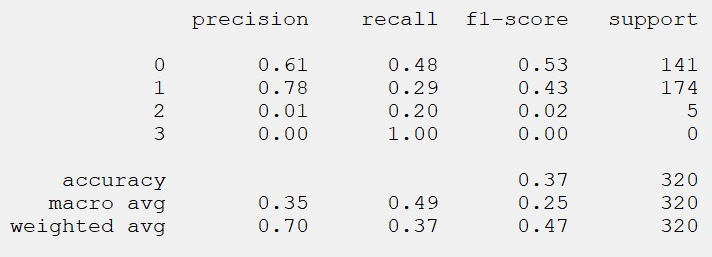 precision recall f1-score support
0 0.61 0.48 0.53 141
1 0.78 0.29 0.43 174
2 0.01 0.20 0.02 5
3 0.00 1.00 0.00 0
accuracy 0.37 320
macro avg 0.35 0.49 0.25 320
weighted avg 0.70 0.37 0.47 320